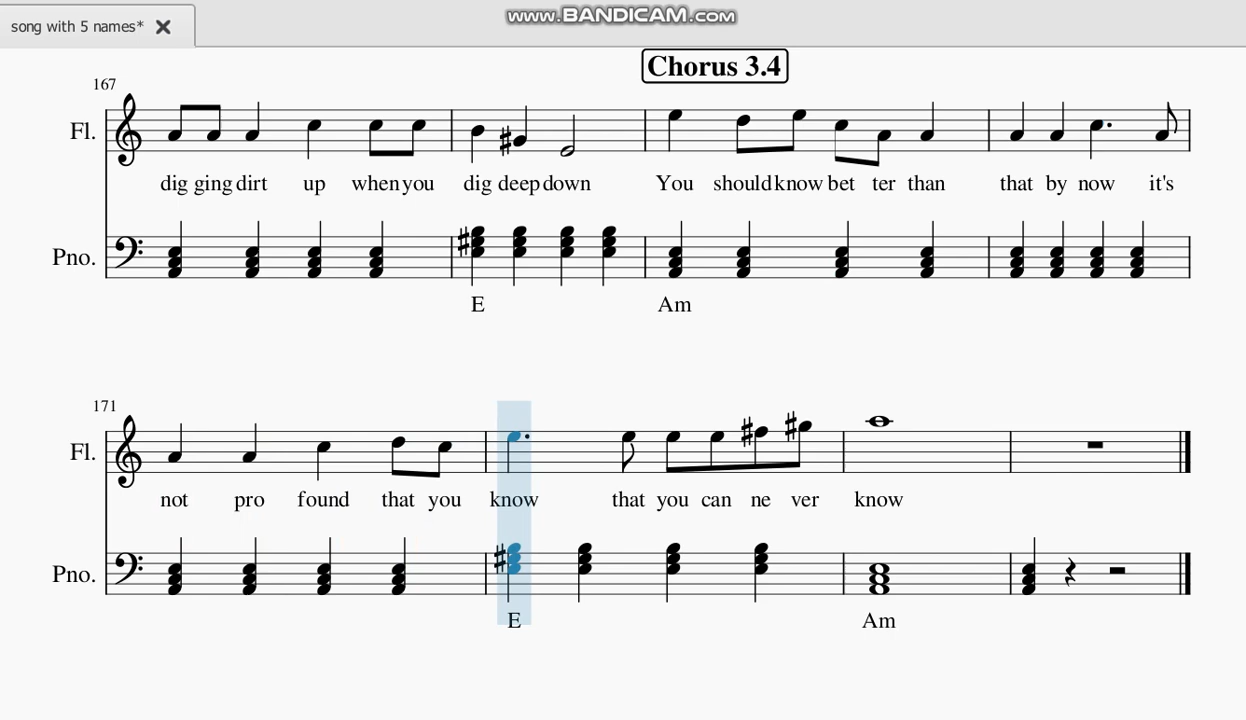 www.BANDICAM.com
song with 5 names*
Chorus 3.4
167
Fl.
dig ging dirt up when you dig deep down You should know bet ter than that by now it's
Pno.
E Am
171
Fl.
not pro found that you know that you can ne ver know
Pno.
E Am